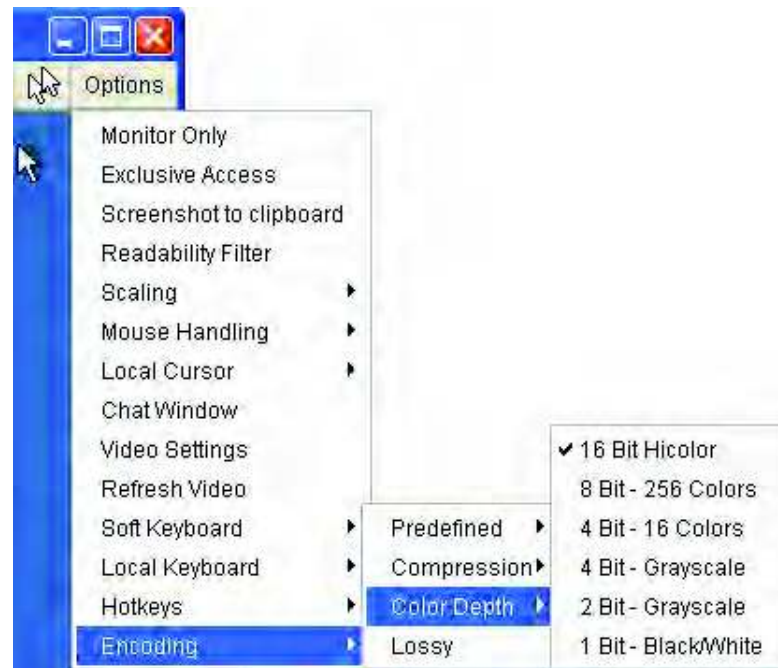 Options
Monitor Only
Exclusive Access
Screenshot to clipboard
Readability Filter
Scaling
Mouse Handling
Local Cursor
Chat Window
Video Settings
Refresh Video
Soft Keyboard
Local Keyboard
Hotkeys
Encoding
Predefined
Compression
Color Depth
Lossy
16 Bit Hicolor
8 Bit - 256 Colors
4 Bit - 16 Colors
4 Bit - Grayscale
2 Bit - Grayscale
1 Bit - Black/White